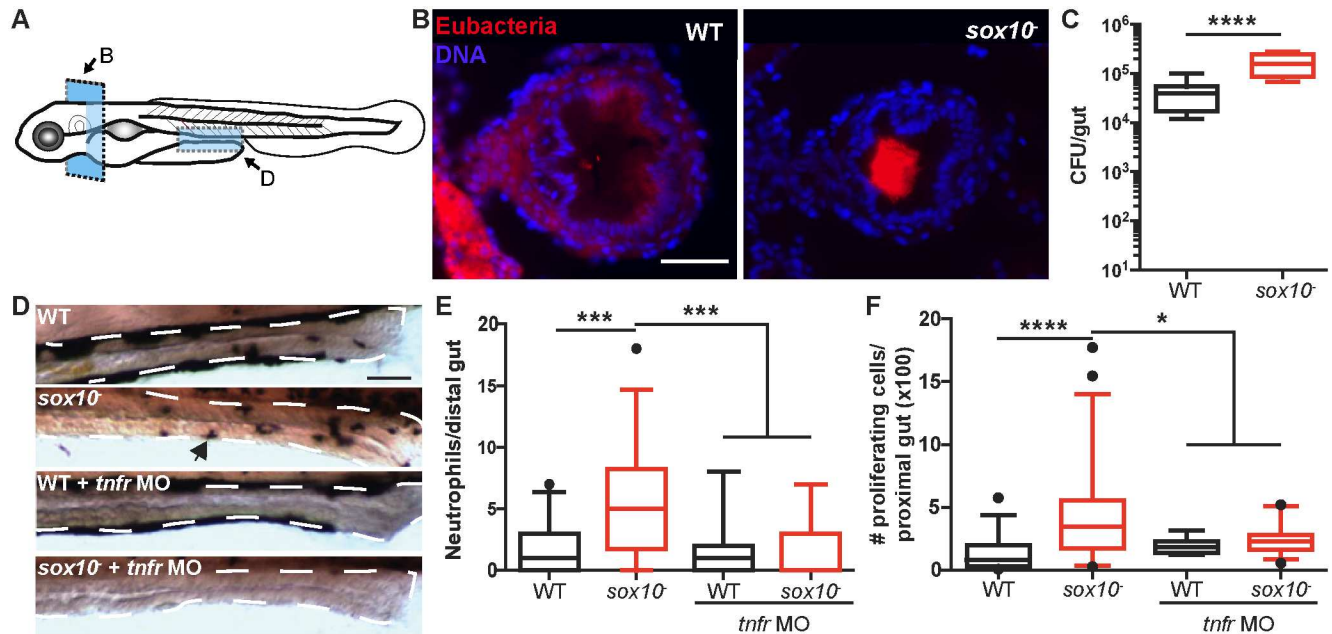 A
B
D
B
Eubacteria
DNA
WT
sox10-
C
CFU/gut
10^6
10^5
10^4
10^3
10^2
10^1
****
WT
sox10-
D
WT
sox10-
WT + tnfr MO
sox10- + tnfr MO
E
Neutrophils/distal gut
20
15
10
5
0
***
***
WT
sox10-
WT
sox10-
tnfr MO
F
# proliferating cells/
proximal gut (x100)
20
15
10
5
0
****
*
WT
sox10-
WT
sox10-
tnfr MO